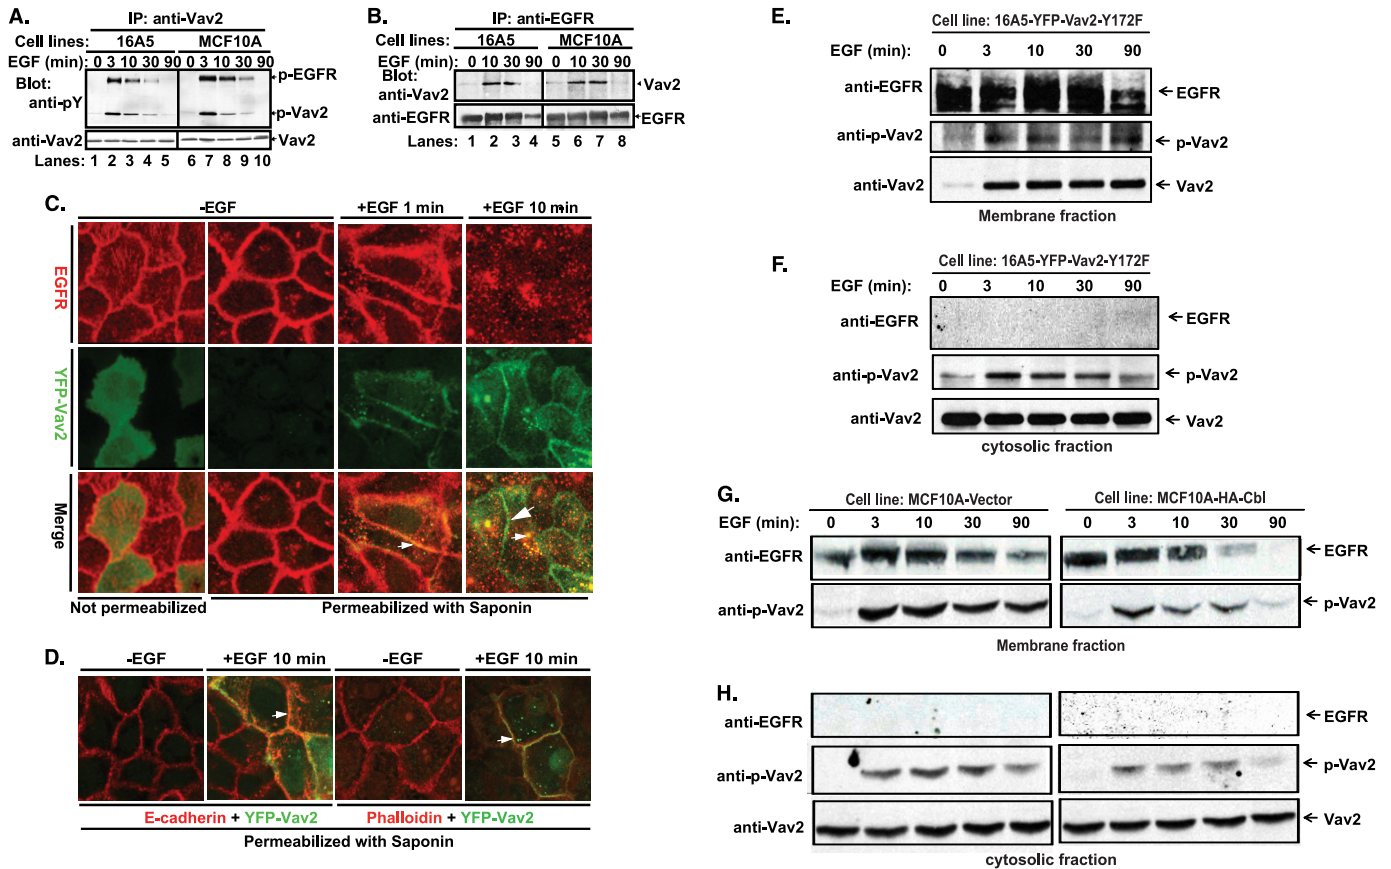 A.
IP: anti-Vav2
Cell lines: 16A5 MCF10A
EGF (min): 0 3 10 30 90 0 3 10 30 90
Blot: anti-pY
p-EGFR
p-Vav2
anti-Vav2 Vav2
Lanes: 1 2 3 4 5 6 7 8 9 10
B.
IP: anti-EGFR
Cell lines: 16A5 MCF10A
EGF (min): 0 10 30 90 0 10 30 90
Blot: anti-Vav2 Vav2
anti-EGFR EGFR
Lanes: 1 2 3 4 5 6 7 8
C.
-EGF +EGF 1 min +EGF 10 min
EGFR
YFP-Vav2
Merge
Not permeabilized Permeabilized with Saponin
D.
-EGF +EGF 10 min -EGF +EGF 10 min
E-cadherin + YFP-Vav2 Phalloidin + YFP-Vav2
Permeabilized with Saponin
E.
Cell line: 16A5-YFP-Vav2-Y172F
EGF (min): 0 3 10 30 90
anti-EGFR EGFR
anti-p-Vav2 p-Vav2
anti-Vav2 Vav2
Membrane fraction
F.
Cell line: 16A5-YFP-Vav2-Y172F
EGF (min): 0 3 10 30 90
anti-EGFR EGFR
anti-p-Vav2 p-Vav2
anti-Vav2 Vav2
cytosolic fraction
G.
Cell line: MCF10A-Vector Cell line: MCF10A-HA-Cbl
EGF (min): 0 3 10 30 90 0 3 10 30 90
anti-EGFR EGFR
anti-p-Vav2 p-Vav2
Membrane fraction
H.
anti-EGFR EGFR
anti-p-Vav2 p-Vav2
anti-Vav2 Vav2
cytosolic fraction